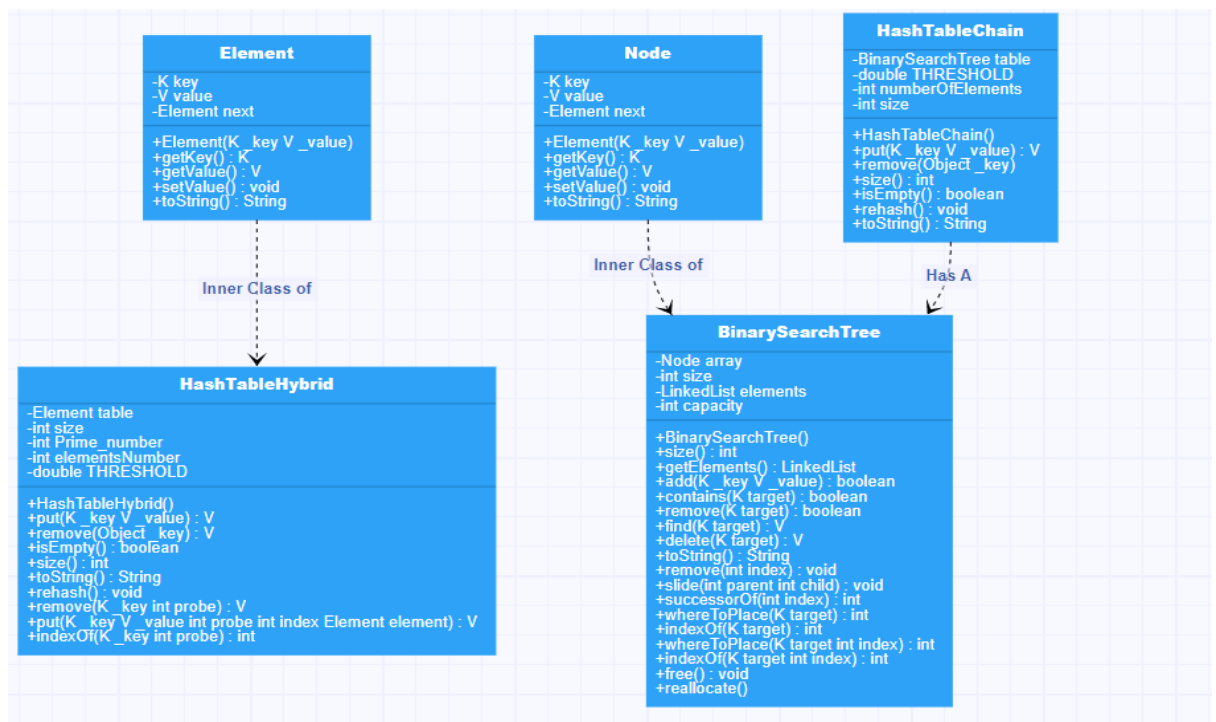 Element
-K key
-V value
-Element next
+Element(K _key V _value)
+getKey() : K
+getValue() : V
+setValue() : void
+toString() : String
Node
-K key
-V value
-Element next
+Element(K _key V _value)
+getKey() : K
+getValue() : V
+setValue() : void
+toString() : String
HashTableChain
-BinarySearchTree table
-double THRESHOLD
-int numberOfElements
-int size
+HashTableChain()
+put(K _key V _value) : V
+remove(Object _key)
+size() : int
+isEmpty() : boolean
+rehash() : void
+toString() : String
Inner Class of
Inner Class of
Has A
HashTableHybrid
-Element table
-int size
-int Prime_number
-int elementsNumber
-double THRESHOLD
+HashTableHybrid()
+put(K _key V _value) : V
+remove(Object _key) : V
+isEmpty() : boolean
+size() : int
+toString() : String
+rehash() : void
+remove(K _key int probe) : V
+put(K _key V _value int probe int index Element element) : V
+indexOf(K _key int probe) : int
BinarySearchTree
-Node array
-int size
-LinkedList elements
-int capacity
+BinarySearchTree()
+size() : int
+getElements() : LinkedList
+add(K _key V _value) : boolean
+contains(K target) : boolean
+remove(K target) : boolean
+find(K target) : V
+delete(K target) : V
+toString() : String
+remove(int index) : void
+slide(int parent int child) : void
+successorOf(int index) : int
+whereToPlace(K target) : int
+indexOf(K target) : int
+whereToPlace(K target int index) : int
+indexOf(K target int index) : int
+free() : void
+reallocate()